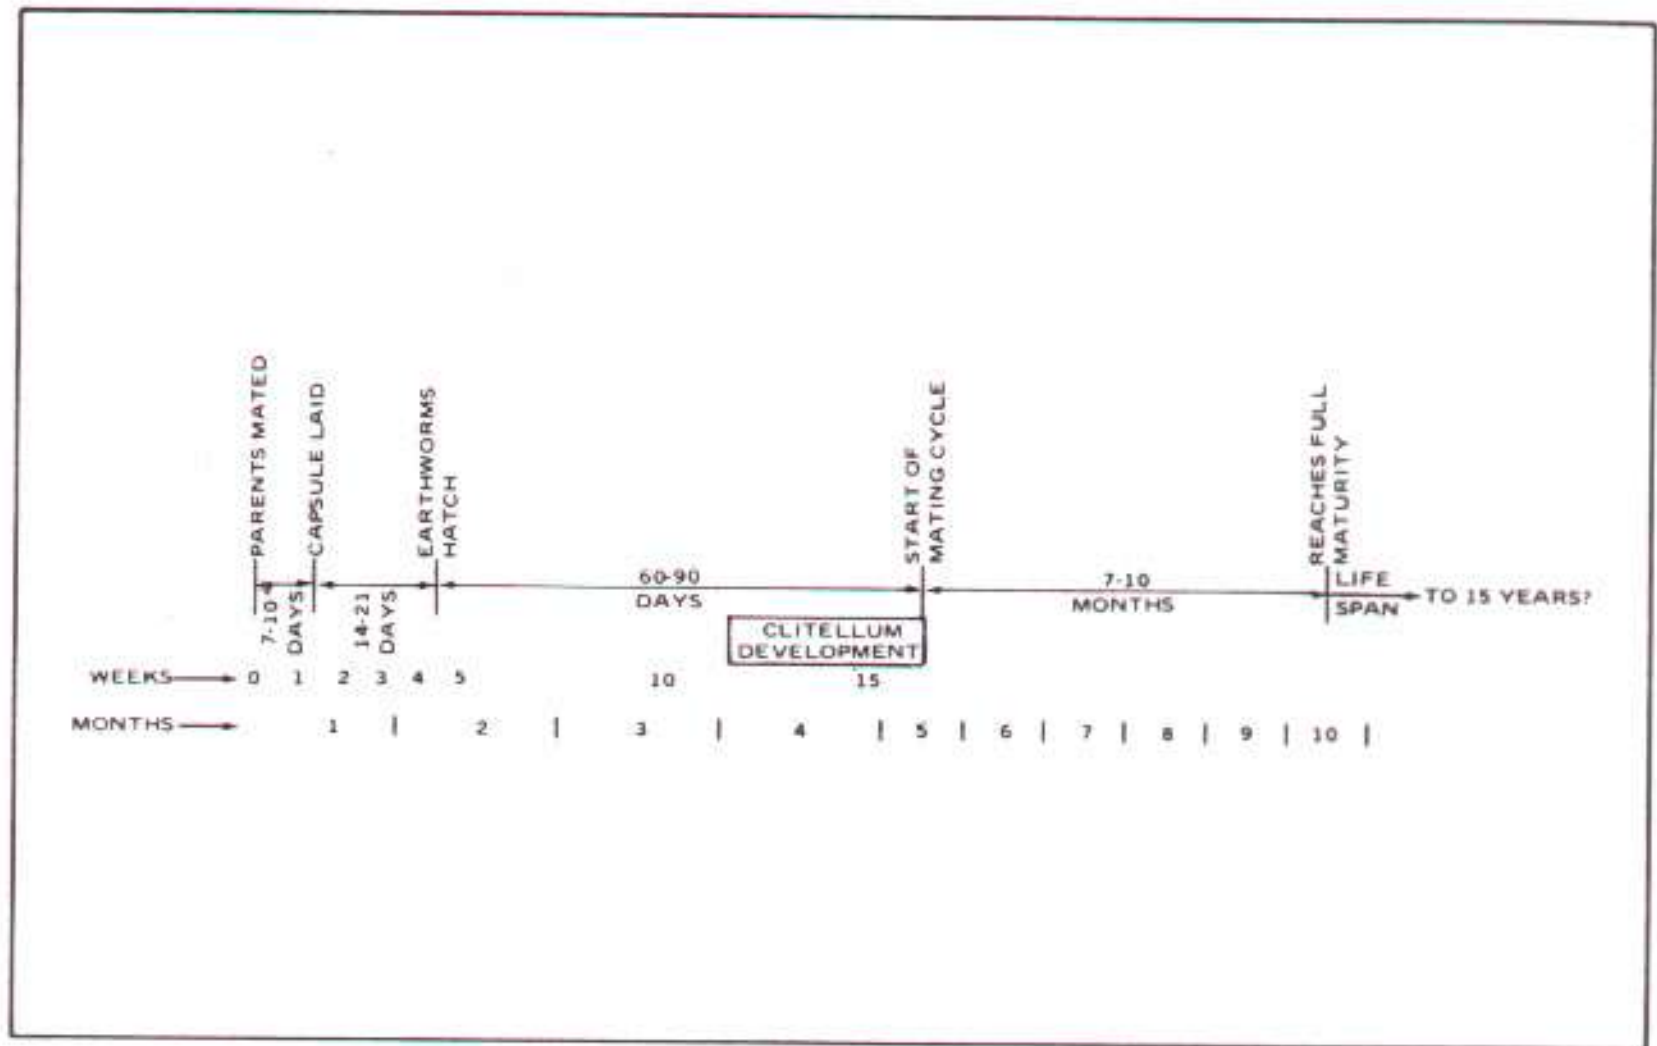 PARENTS MATED
CAPSULE LAID
EARTHWORMS
HATCH
START OF
MATING CYCLE
REACHES FULL
MATURITY
7-10
DAYS
14-21
DAYS
60-90
DAYS
7-10
MONTHS
LIFE
SPAN
TO 15 YEARS?
CLITELLUM
DEVELOPMENT
WEEKS 0 1 2 3 4 5 10 15
MONTHS 1 | 2 | 3 | 4 | 5 | 6 | 7 | 8 | 9 | 10 |